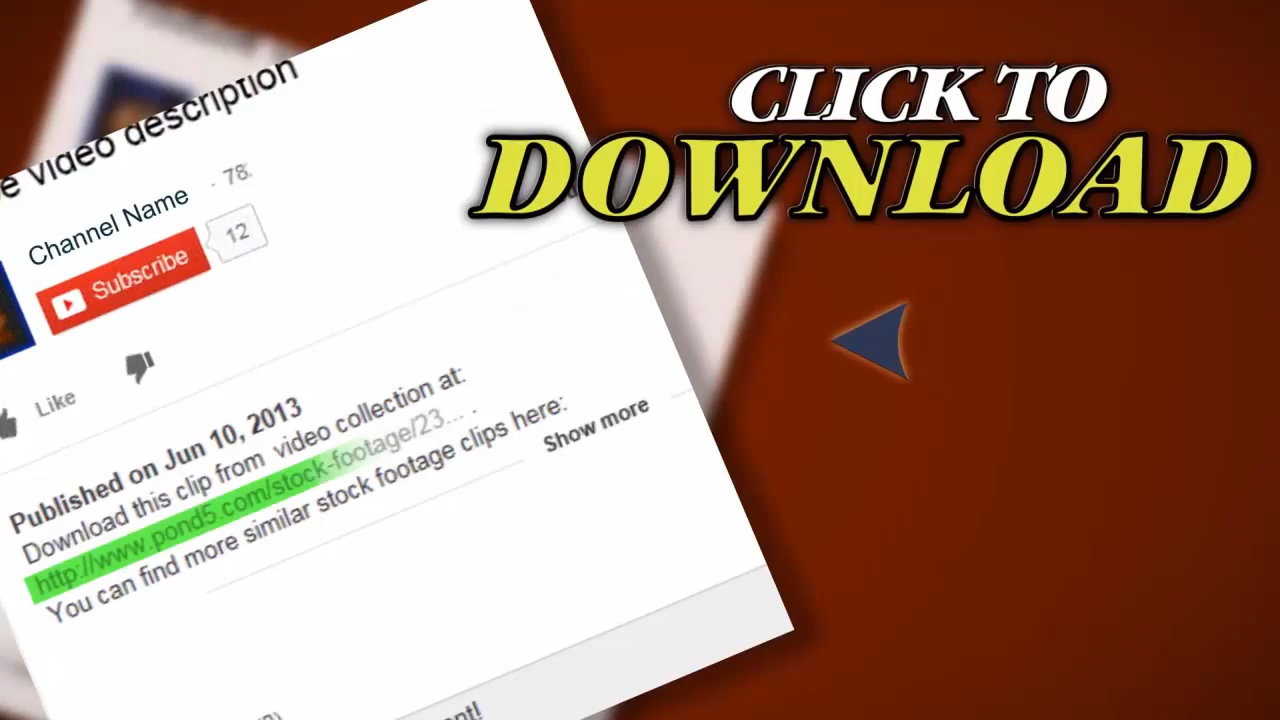 CLICK TO
DOWNLOAD
video description
Channel Name
Subscribe
12
Like
Published on Jun 10, 2013
Download this clip from video collection at:
http://www.pond5.com/stock-footage/23...
You can find more similar stock footage clips here:
Show more